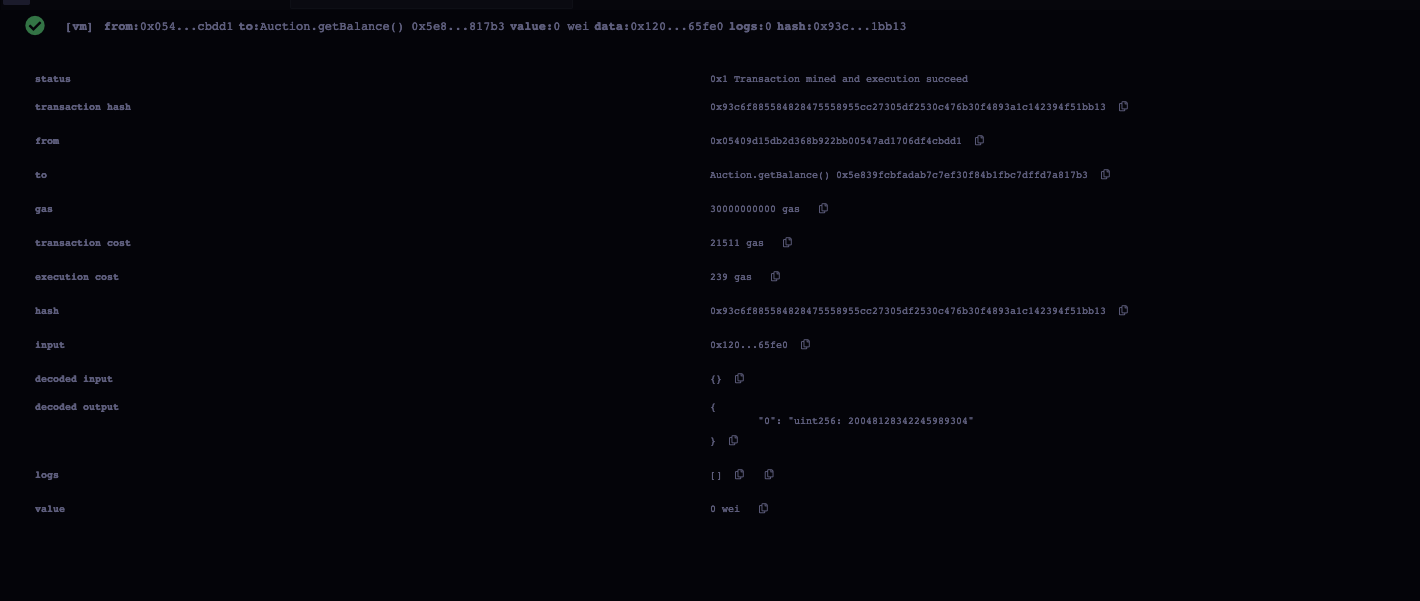 [vm] from:0x054...cbdd1 to:Auction.getBalance() 0x5e8...817b3 value:0 wei data:0x120...65fe0 logs:0 hash:0x93c...1bb13
status 0x1 Transaction mined and execution succeed
transaction hash 0x93c6f885584828475558955cc27305df2530c476b30f4893a1c142394f51bb13
from 0x05409d15db2d368b922bb00547ad1706df4cbdd1
to Auction.getBalance() 0x5e839fcbfadab7c7ef30f84b1fbc7dffd7a817b3
gas 30000000000 gas
transaction cost 21511 gas
execution cost 239 gas
hash 0x93c6f885584828475558955cc27305df2530c476b30f4893a1c142394f51bb13
input 0x120...65fe0
decoded input {}
decoded output {
"0": "uint256: 20048128342245989304"
}
logs []
value 0 wei